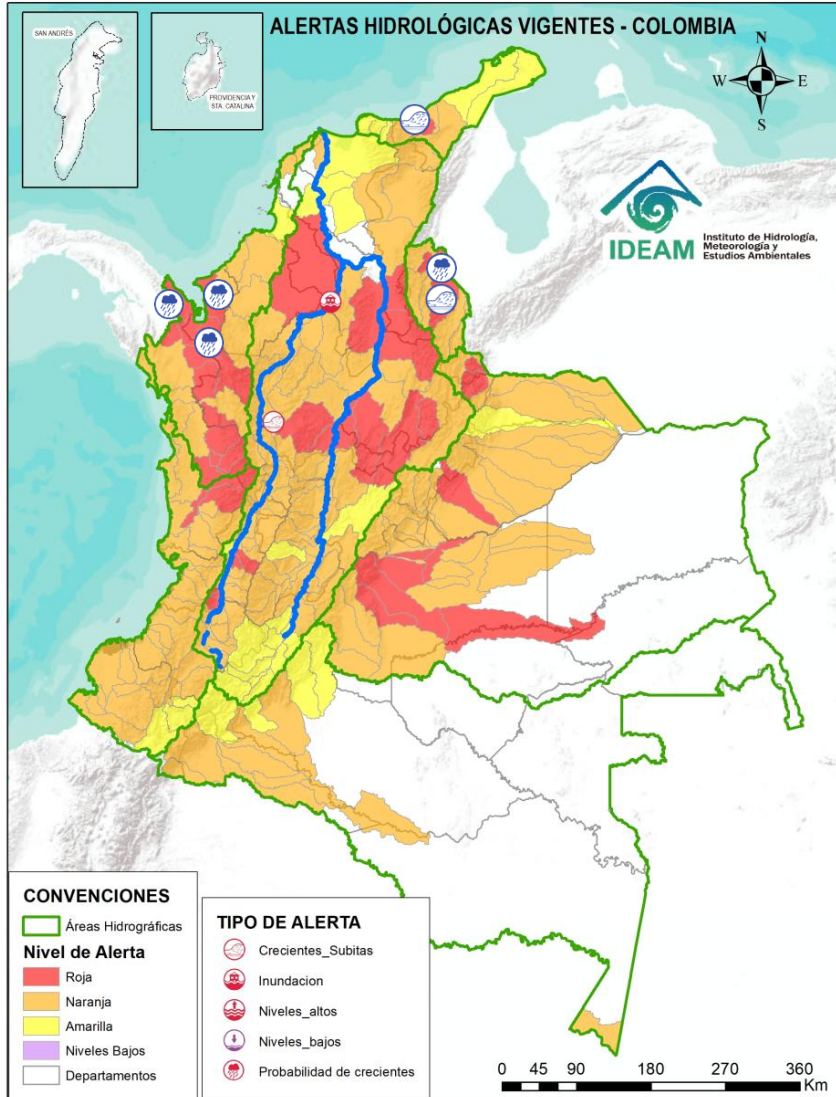 ALERTAS HIDROLÓGICAS VIGENTES - COLOMBIA
SAN ANDRÉS
PROVIDENCIA Y
STA. CATALINA
N
W
E
S
IDEAM
Instituto de Hidrología,
Meteorología y
Estudios Ambientales
CONVENCIONES
Áreas Hidrográficas
Nivel de Alerta
Roja
Naranja
Amarilla
Niveles Bajos
Departamentos
TIPO DE ALERTA
Crecientes_Subitas
Inundacion
Niveles_altos
Niveles_bajos
Probabilidad de crecientes
0 45 90 180 270 360
Km